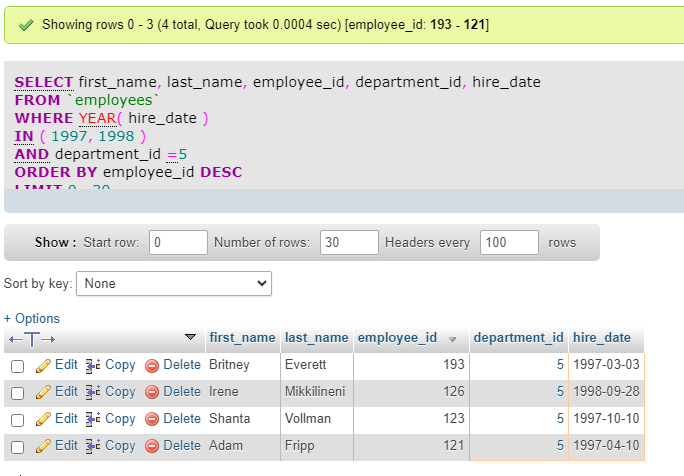 Showing rows 0 - 3 (4 total, Query took 0.0004 sec) [employee_id: 193 - 121]
SELECT first_name, last_name, employee_id, department_id, hire_date
FROM `employees`
WHERE YEAR( hire_date )
IN ( 1997, 1998 )
AND department_id =5
ORDER BY employee_id DESC
LIMIT 0 , 30
Show : Start row: 0 Number of rows: 30 Headers every 100 rows
Sort by key: None
+ Options
←T→ first_name last_name employee_id department_id hire_date
Edit Copy Delete Britney Everett 193 5 1997-03-03
Edit Copy Delete Irene Mikkilineni 126 5 1998-09-28
Edit Copy Delete Shanta Vollman 123 5 1997-10-10
Edit Copy Delete Adam Fripp 121 5 1997-04-10